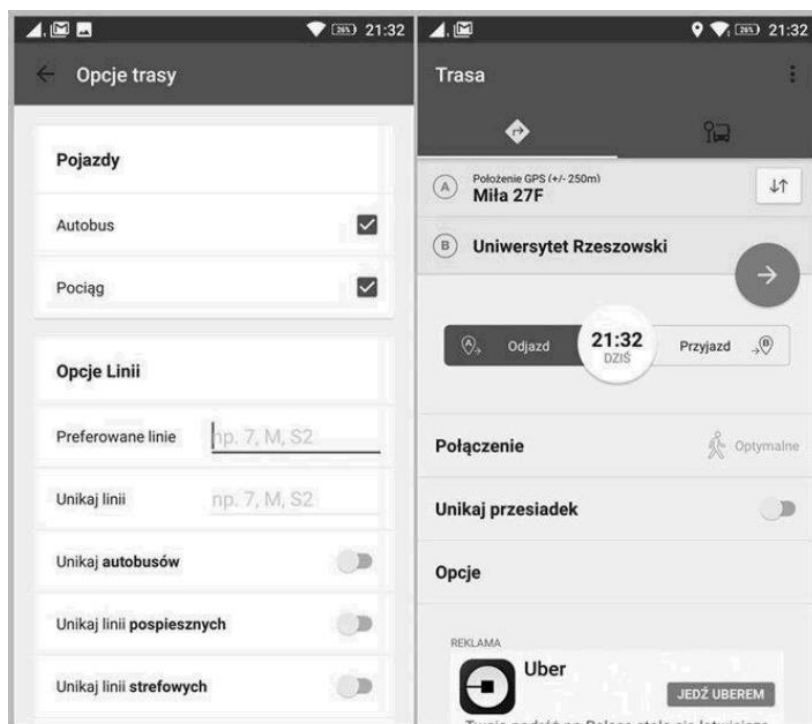 26% 21:32
Opcje trasy
Pojazdy
Autobus
Pociąg
Opcje Linii
Preferowane linie np. 7, M, S2
Unikaj linii np. 7, M, S2
Unikaj autobusów
Unikaj linii pospiesznych
Unikaj linii strefowych
26% 21:32
Trasa
A Położenie GPS (+/- 250m)
Miła 27F
B Uniwersytet Rzeszowski
A Odjazd 21:32 Przyjazd B
DZIŚ
Połączenie Optymalne
Unikaj przesiadek
Opcje
REKLAMA
Uber
JEDŹ UBEREM